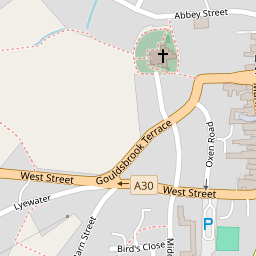 Abbey Street
Gouldsbrook Terrace
Oxen Road
West Street
A30
West Street
Lyewater
P
Bird's Close